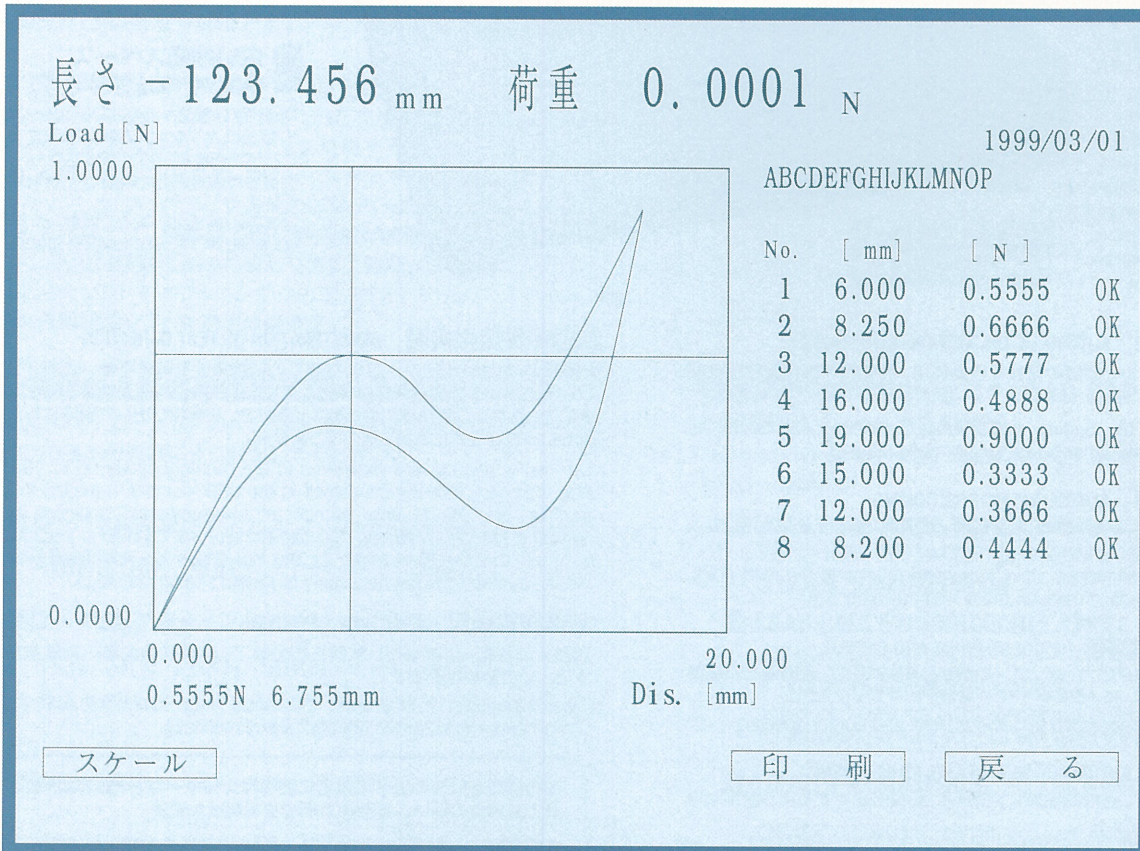 長さ -123.456 mm 荷重 0.0001 N
Load [N]
1999/03/01
1.0000
ABCDEFGHIJKLMNOP
No. [ mm] [ N ]
1 6.000 0.5555 OK
2 8.250 0.6666 OK
3 12.000 0.5777 OK
4 16.000 0.4888 OK
5 19.000 0.9000 OK
6 15.000 0.3333 OK
7 12.000 0.3666 OK
8 8.200 0.4444 OK
0.0000
0.000 20.000
0.5555N 6.755mm Dis. [mm]
スケール 印 刷 戻 る